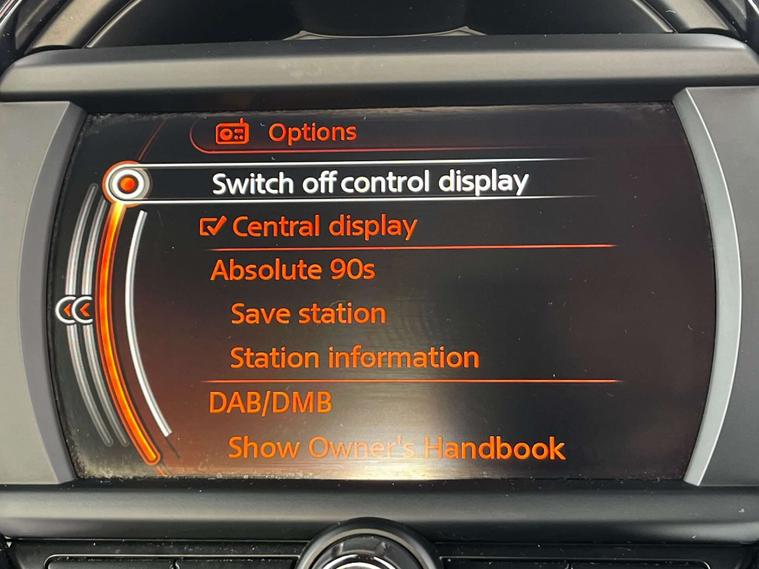 Options
Switch off control display
Central display
Absolute 90s
Save station
Station information
DAB/DMB
Show Owner's Handbook